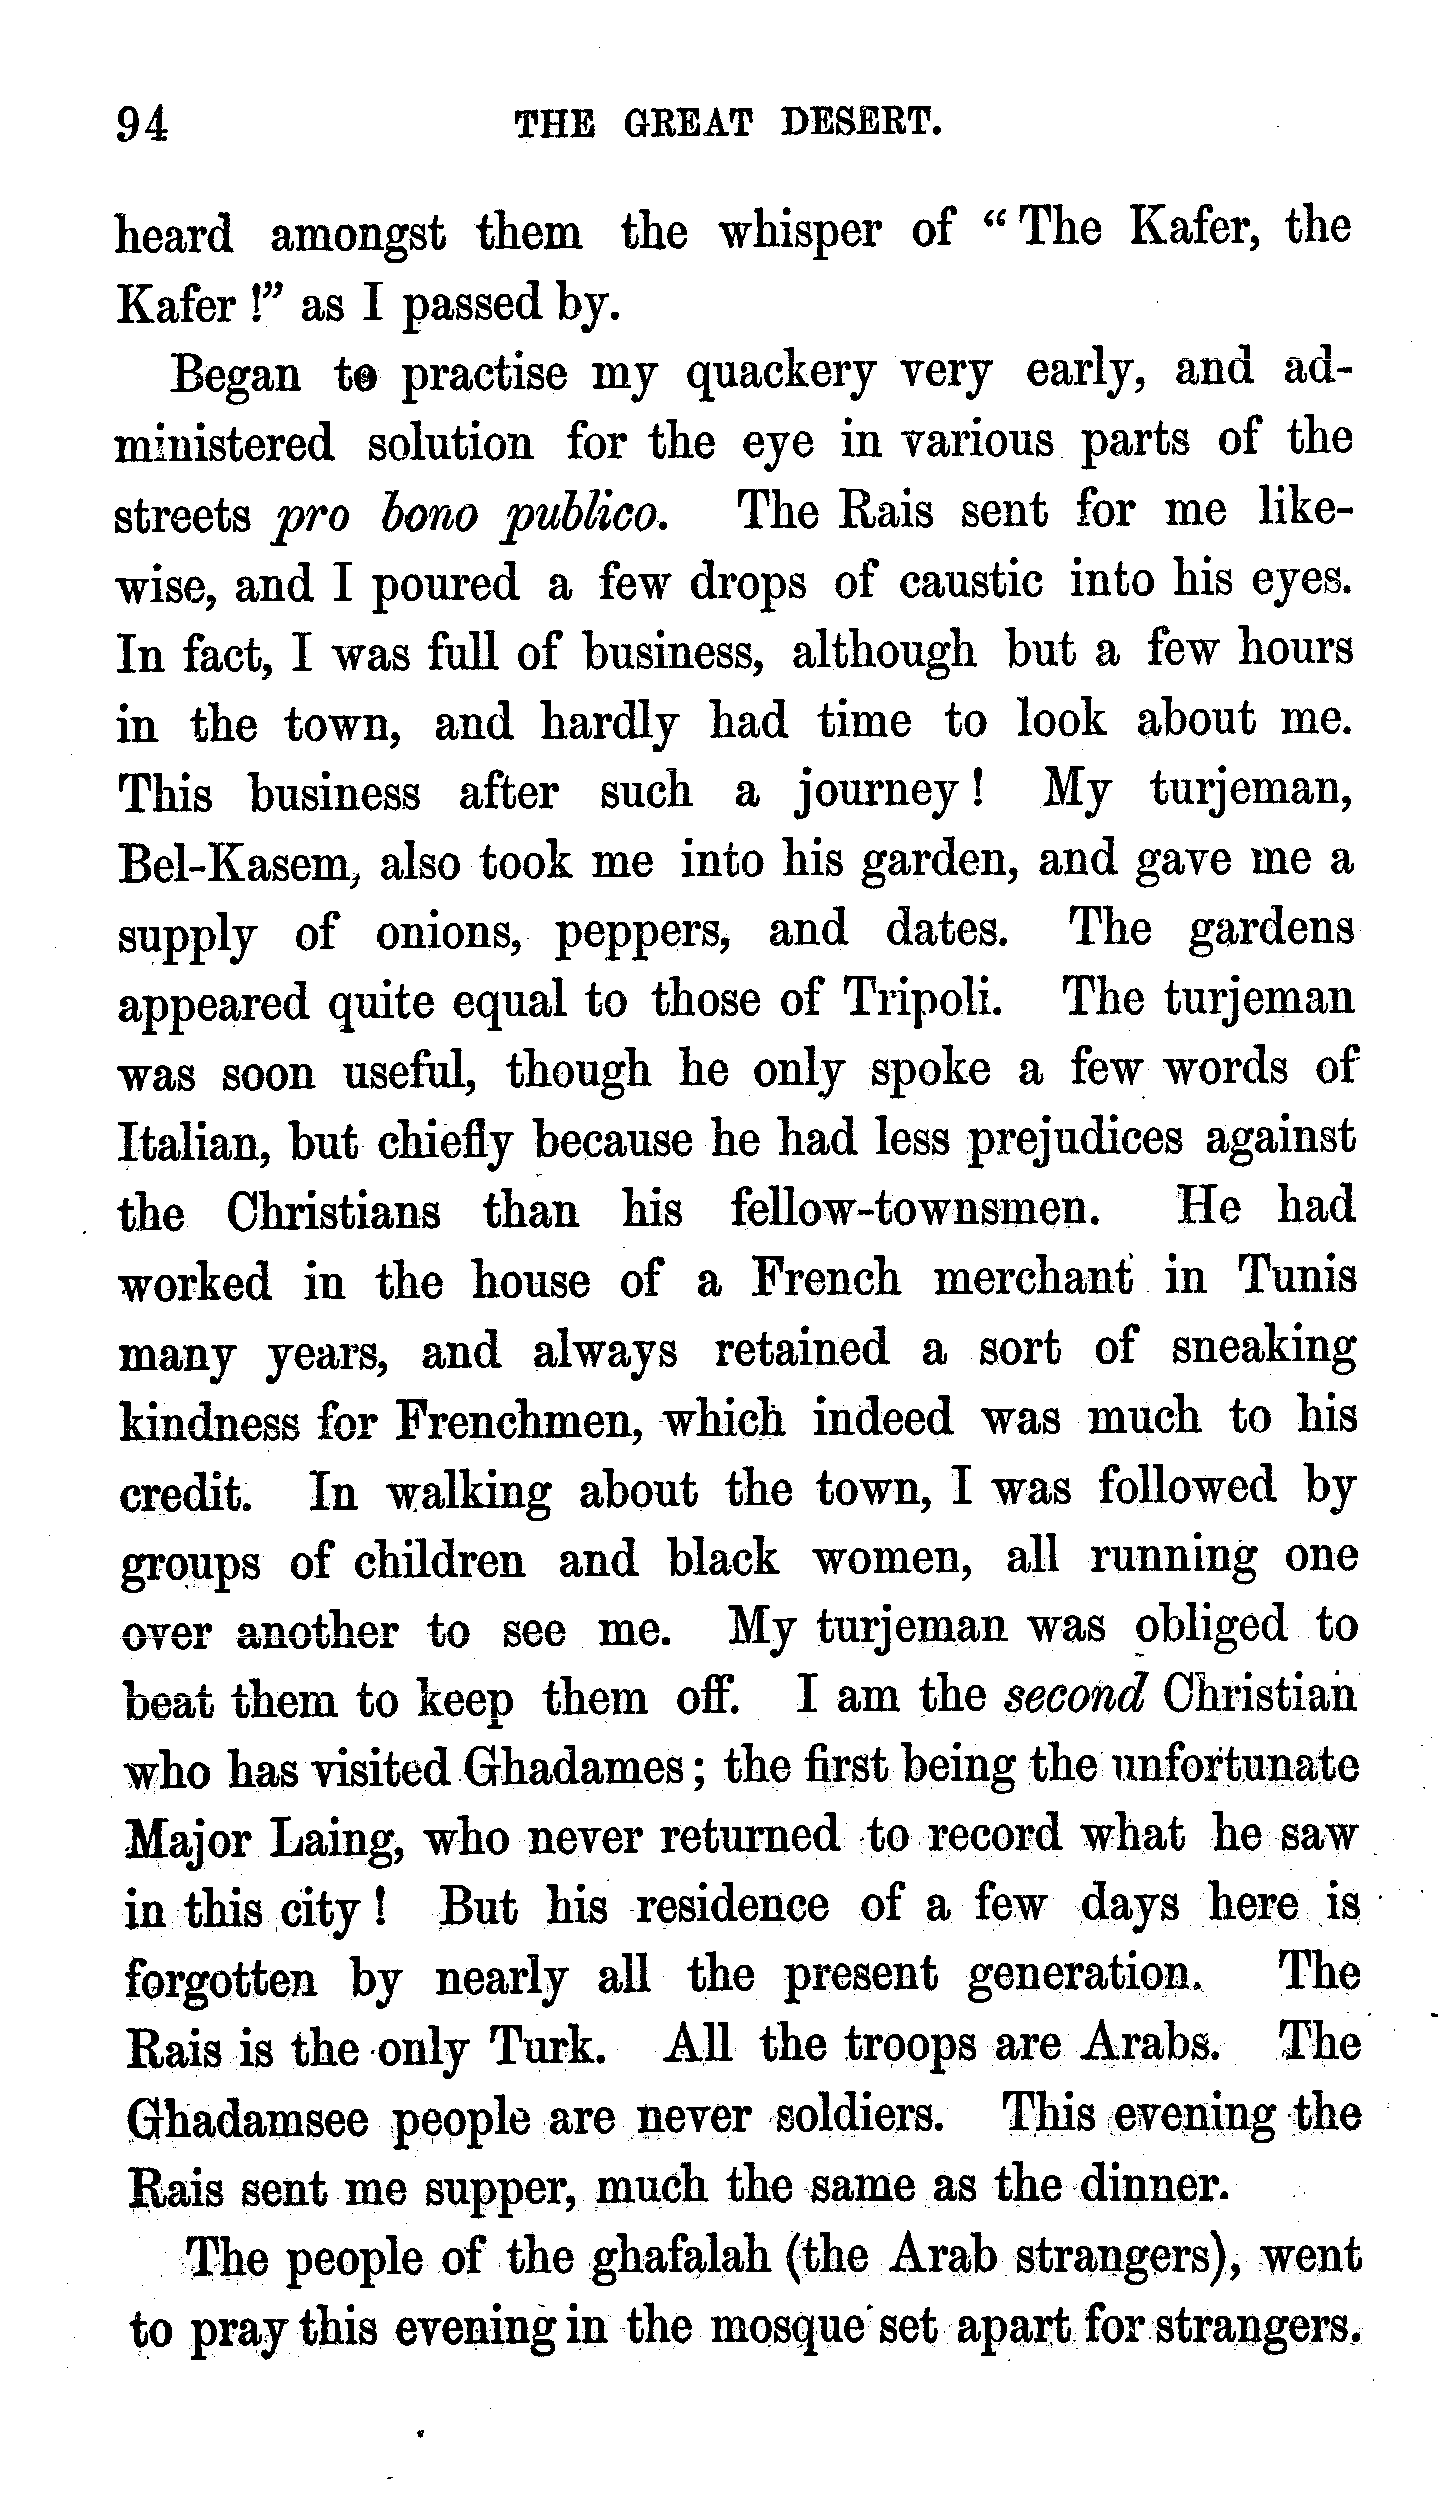 94 THE GREAT DESERT.
heard amongst them the whisper of “The Kafer, the
Kafer!” as I passed by.
Began to practise my quackery very early, and ad-
ministered solution for the eye in various parts of the
streets pro bono publico. The Rais sent for me like-
wise, and I poured a few drops of caustic into his eyes.
In fact, I was full of business, although but a few hours
in the town, and hardly had time to look about me.
This business after such a journey! My turjeman,
Bel-Kasem, also took me into his garden, and gave me a
supply of onions, peppers, and dates. The gardens
appeared quite equal to those of Tripoli. The turjeman
was soon useful, though he only spoke a few words of
Italian, but chiefly because he had less prejudices against
the Christians than his fellow-townsmen. He had
worked in the house of a French merchant in Tunis
many years, and always retained a sort of sneaking
kindness for Frenchmen, which indeed was much to his
credit. In walking about the town, I was followed by
groups of children and black women, all running one
over another to see me. My turjeman was obliged to
beat them to keep them off. I am the second Christian
who has visited Ghadames; the first being the unfortunate
Major Laing, who never returned to record what he saw
in this city! But his residence of a few days here is
forgotten by nearly all the present generation. The
Rais is the only Turk. All the troops are Arabs. The
Ghadamsee people are never soldiers. This evening the
Rais sent me supper, much the same as the dinner.
The people of the ghafalah (the Arab strangers), went
to pray this evening in the mosque set apart for strangers.